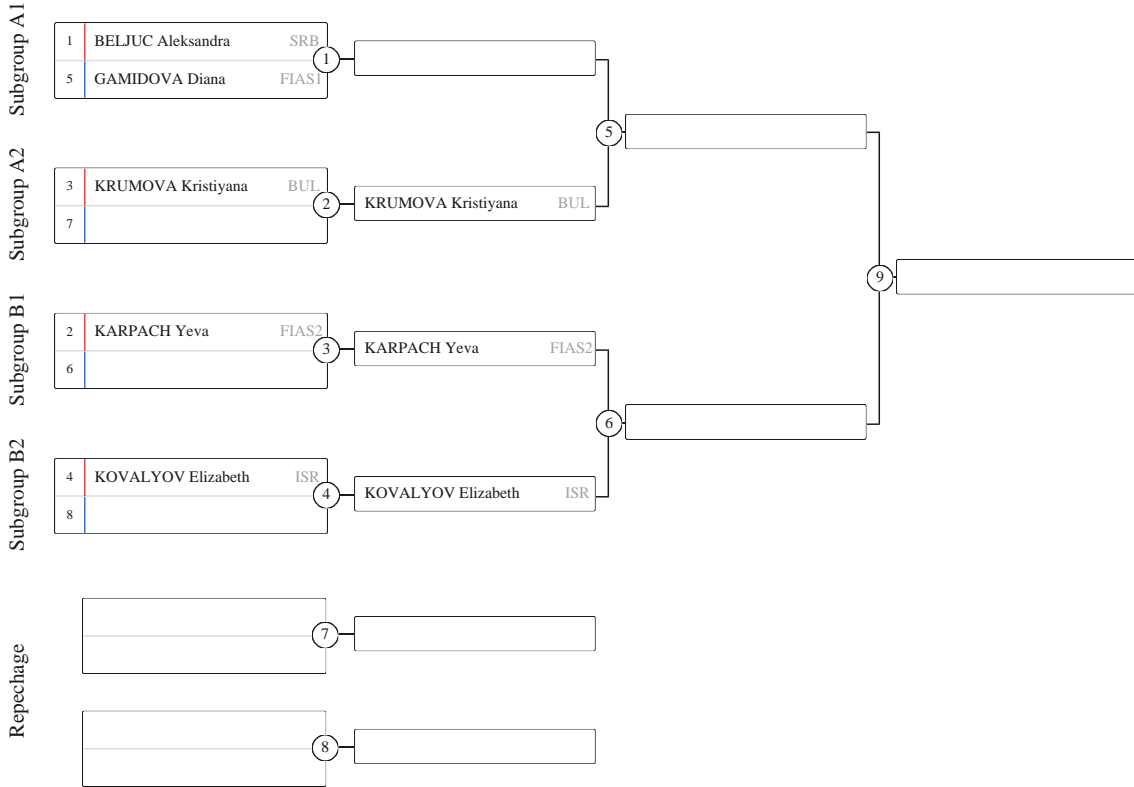 Subgroup A1
1 BELJUC Aleksandra SRB
5 GAMIDOVA Diana FIAS1
1
5
Subgroup A2
3 KRUMOVA Kristiyana BUL
7
2
KRUMOVA Kristiyana BUL
9
Subgroup B1
2 KARPACH Yeva FIAS2
6
3
KARPACH Yeva FIAS2
6
Subgroup B2
4 KOVALYOV Elizabeth ISR
8
4
KOVALYOV Elizabeth ISR
Repechage
7
8